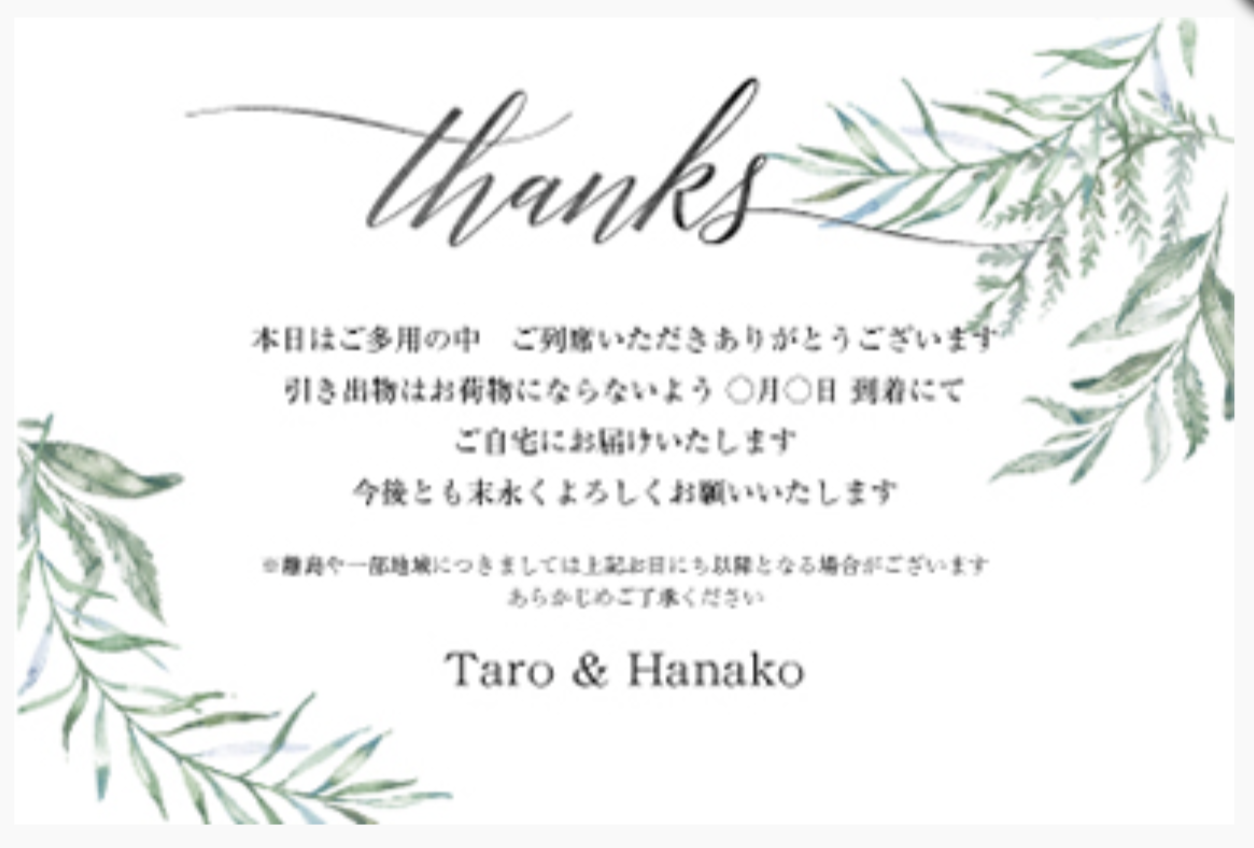 thanks
本日はご多用の中　ご列席いただきありがとうございます
引き出物はお荷物にならないよう 〇月〇日 到着にて
ご自宅にお届けいたします
今後とも末永くよろしくお願いいたします
※離島や一部地域につきましては上記お日にち以降となる場合がございます
あらかじめご了承ください
Taro & Hanako